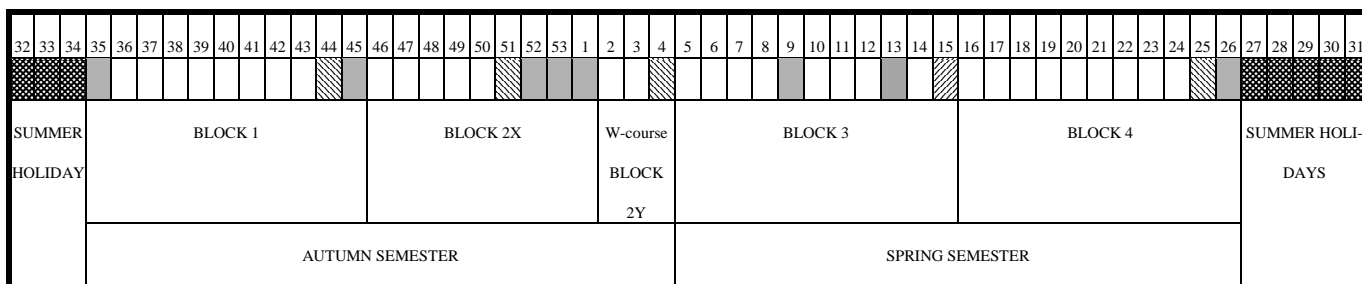 32 33 34 35 36 37 38 39 40 41 42 43 44 45 46 47 48 49 50 51 52 53 1 2 3 4 5 6 7 8 9 10 11 12 13 14 15 16 17 18 19 20 21 22 23 24 25 26 27 28 29 30 31
SUMMER BLOCK 1 BLOCK 2X W-course BLOCK 3 BLOCK 4 SUMMER HOLI-
HOLIDAY BLOCK DAYS
2Y
AUTUMN SEMESTER SPRING SEMESTER